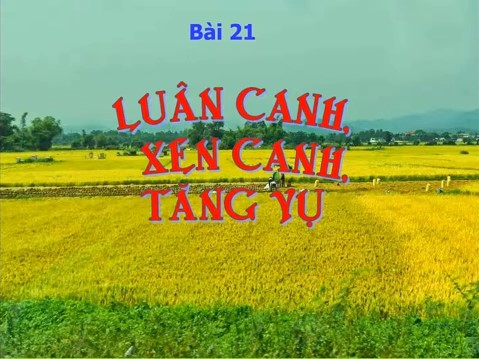 Bài 21
LUÂN CANH,
XEN CANH,
TĂNG VỤ